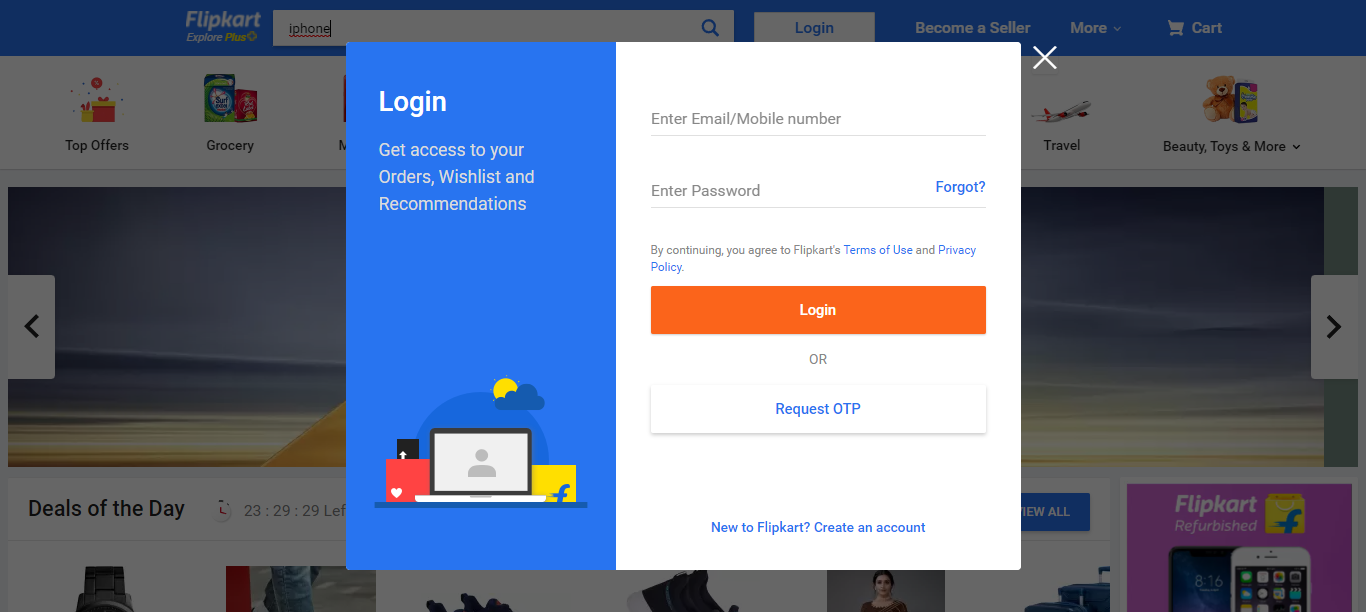 Flipkart
Explore Plus
iphone
Login
Become a Seller
More
Cart
Top Offers
Grocery
M
Travel
Beauty, Toys & More
Login
Get access to your
Orders, Wishlist and
Recommendations
Enter Email/Mobile number
Enter Password
Forgot?
By continuing, you agree to Flipkart's Terms of Use and Privacy
Policy.
Login
OR
Request OTP
New to Flipkart? Create an account
Deals of the Day
23 : 29 : 29 Lef
VIEW ALL
Flipkart
Refurbished
8:16